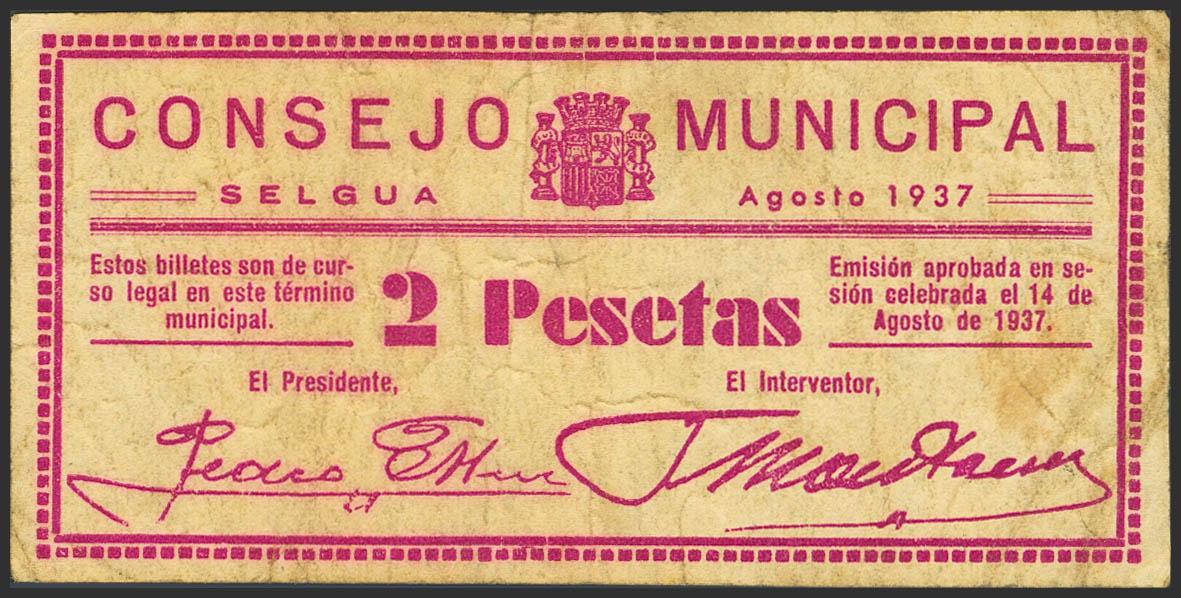 CONSEJO MUNICIPAL
SELGUA Agosto 1937
Estos billetes son de cur-
so legal en este término
municipal.
2 Pesetas
Emisión aprobada en se-
sión celebrada el 14 de
Agosto de 1937.
El Presidente,
El Interventor,
Pedro